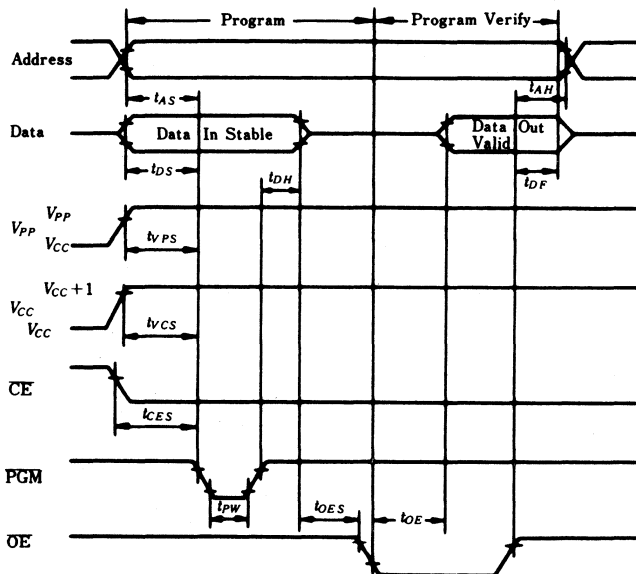 Program Program Verify
Address
tAS tAH
Data Data In Stable Data Out
Valid
tDS tDH tDF
VPP VPP
VCC tVPS
VCC+1
VCC
VCC tVCS
CE
tCES
PGM
tPW tOES tOE
OE